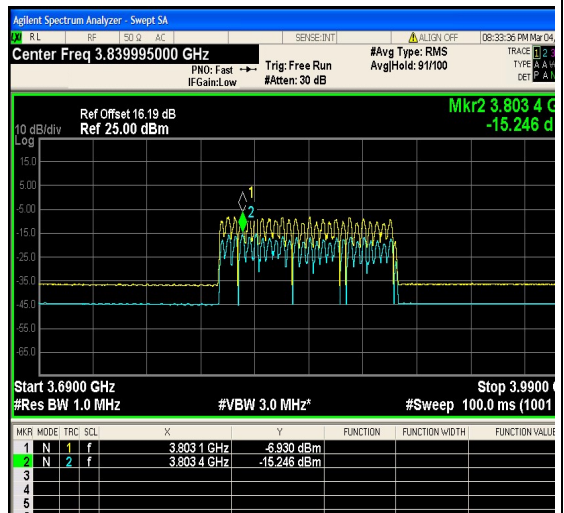 Agilent Spectrum Analyzer - Swept SA
LXI RL RF 50 Ω AC SENSE:INT ALIGN OFF 08:33:36 PM Mar 04,
Center Freq 3.839995000 GHz
PNO: Fast
IFGain:Low
Trig: Free Run
#Atten: 30 dB
#Avg Type: RMS
Avg|Hold: 91/100
TRACE 1 2 3
TYPE A A
DET P A N
Ref Offset 16.19 dB
Ref 25.00 dBm
10 dB/div
Log
Mkr2 3.803 4 G
-15.246 d
15.0
5.00
-5.00
-15.0
-25.0
-35.0
-45.0
-55.0
-65.0
1
2
Start 3.6900 GHz
Stop 3.9900
#Res BW 1.0 MHz
#VBW 3.0 MHz*
#Sweep 100.0 ms (1001
MKR MODE TRC SCL X Y FUNCTION FUNCTION WIDTH FUNCTION VALUE
1 N 1 f 3.803 1 GHz -6.930 dBm
2 N 2 f 3.803 4 GHz -15.246 dBm
3
4
5